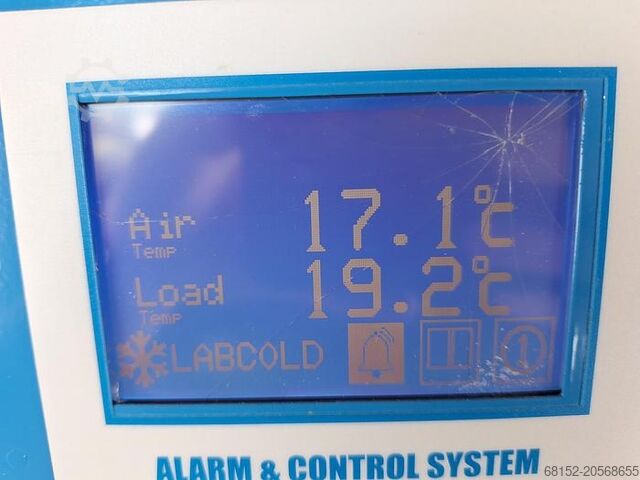 Air 17.1°C
Temp
Load 19.2°C
Temp
LABCOLD
ALARM & CONTROL SYSTEM
68152-20568655